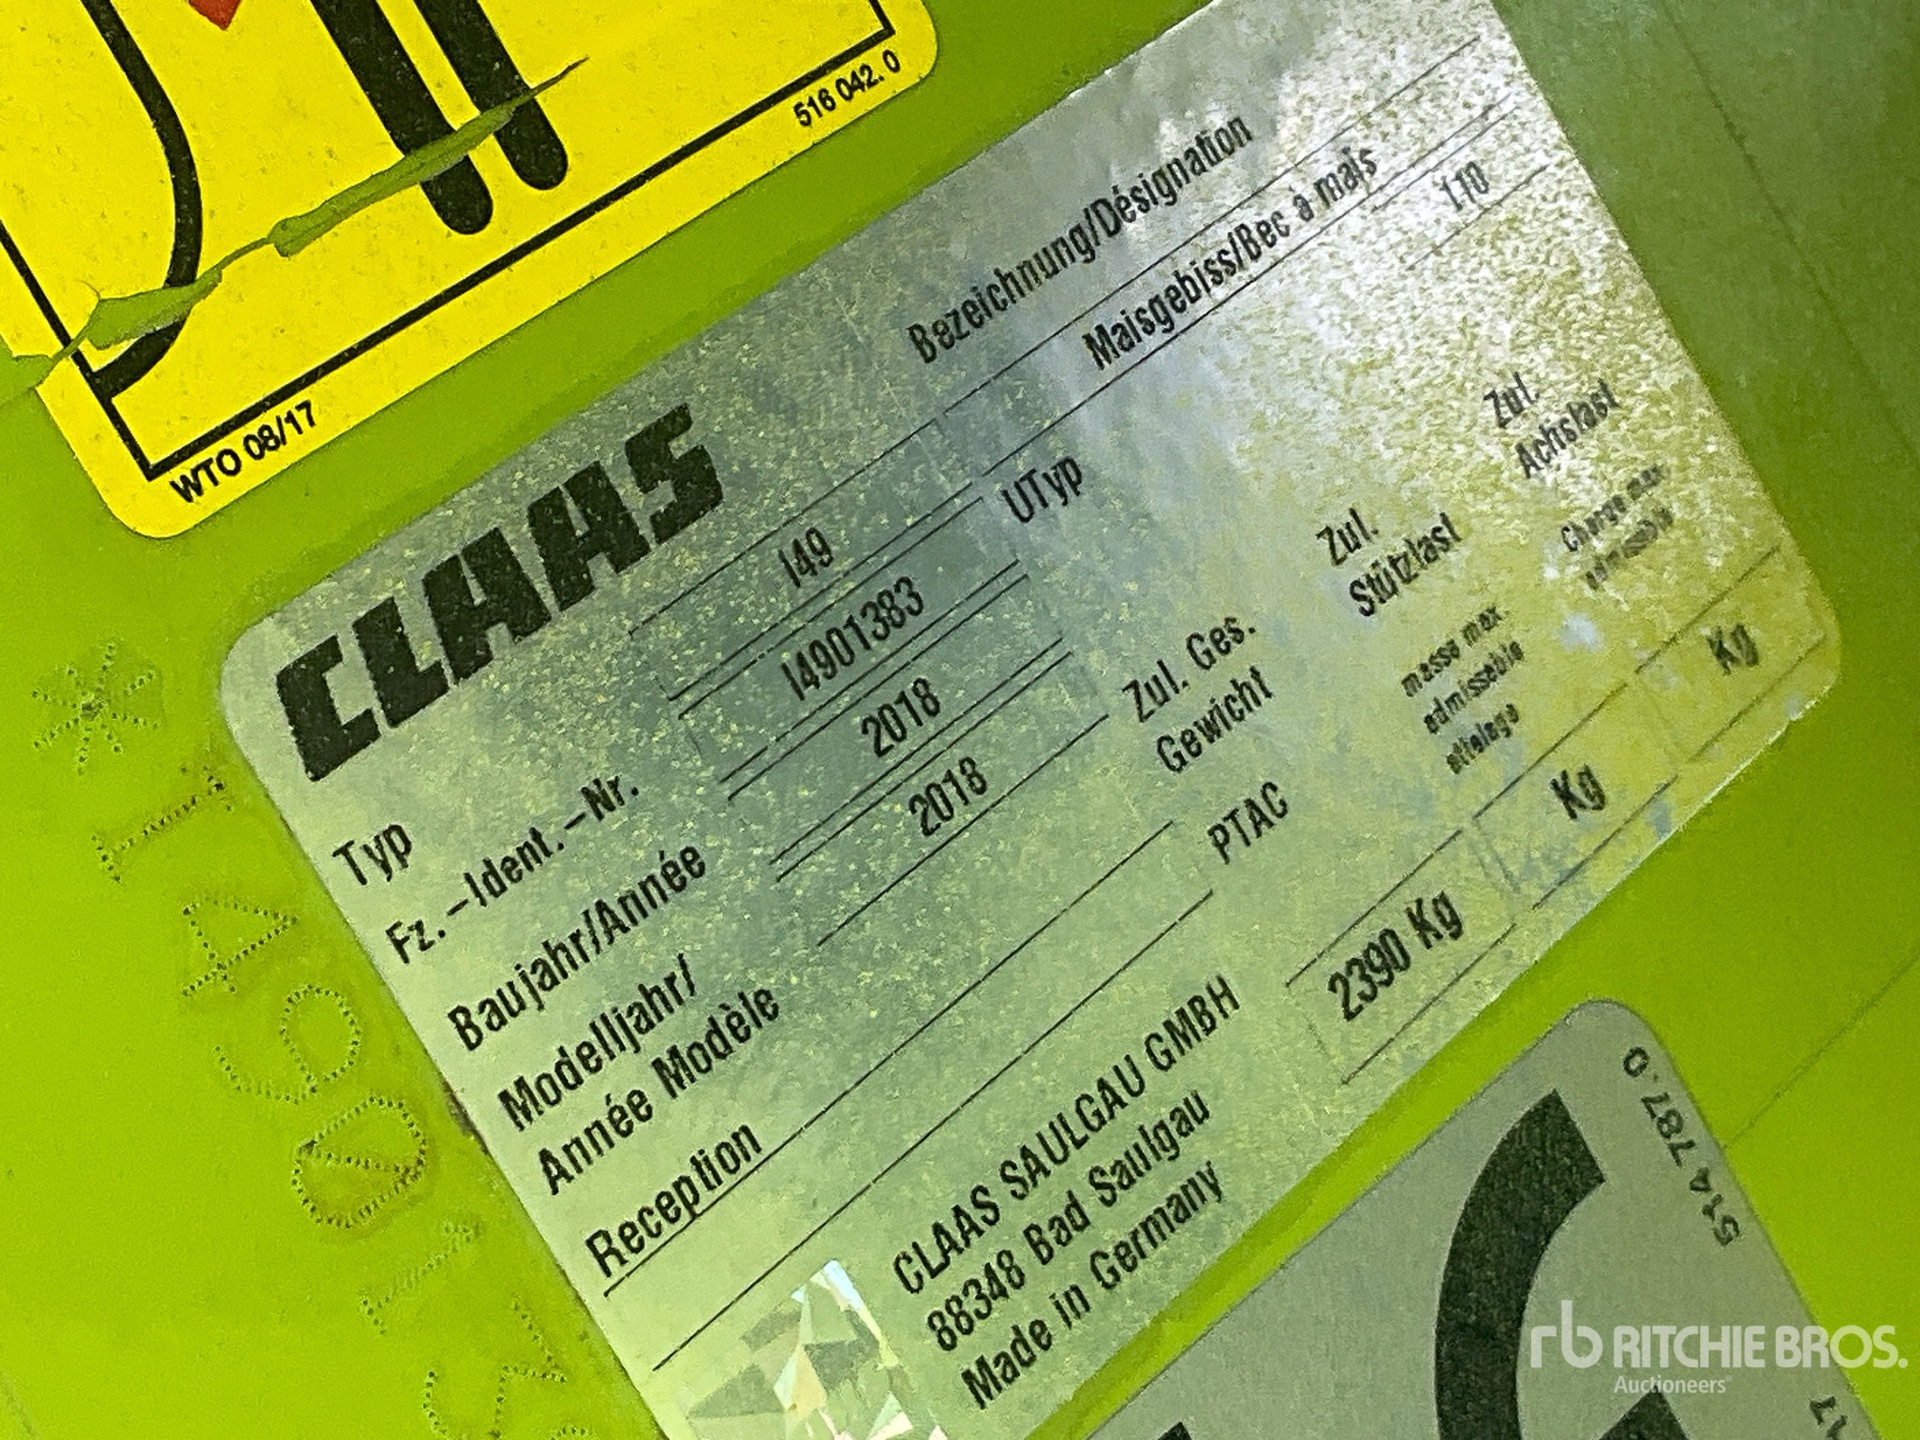 516 042.0
WTO 08/17
CLAAS
Bezeichnung/Désignation
Maisgebiss/Bec à maïs
Typ
I49
UTyp
110
Fz.-Ident.-Nr.
I4901383
Baujahr/Année
2018
Modelljahr/
Année Modèle
2018
Reception
Zul. Ges.
Gewicht
PTAC
2390 Kg
Zul.
Stützlast
masse max.
admissible
attelage
Kg
Zul.
Achslast
Charge max
admissible
Kg
CLAAS SAULGAU GMBH
88348 Bad Saulgau
Made in Germany
*I4901
514 787.0
rb RITCHIE BROS.
Auctioneers